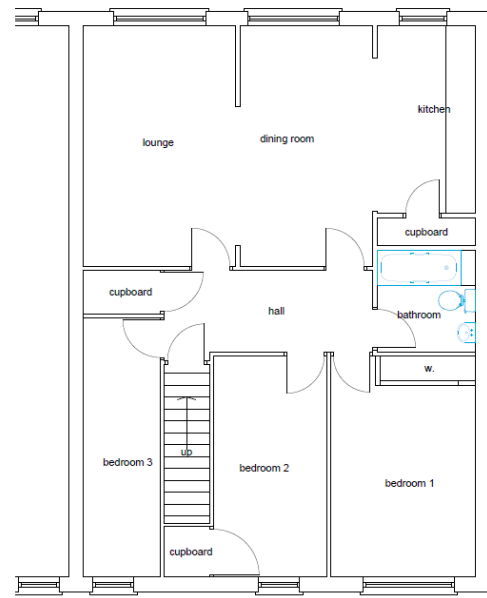 kitchen
dining room
lounge
cupboard
cupboard
hall
bathroom
w.
up
bedroom 3
bedroom 2
bedroom 1
cupboard